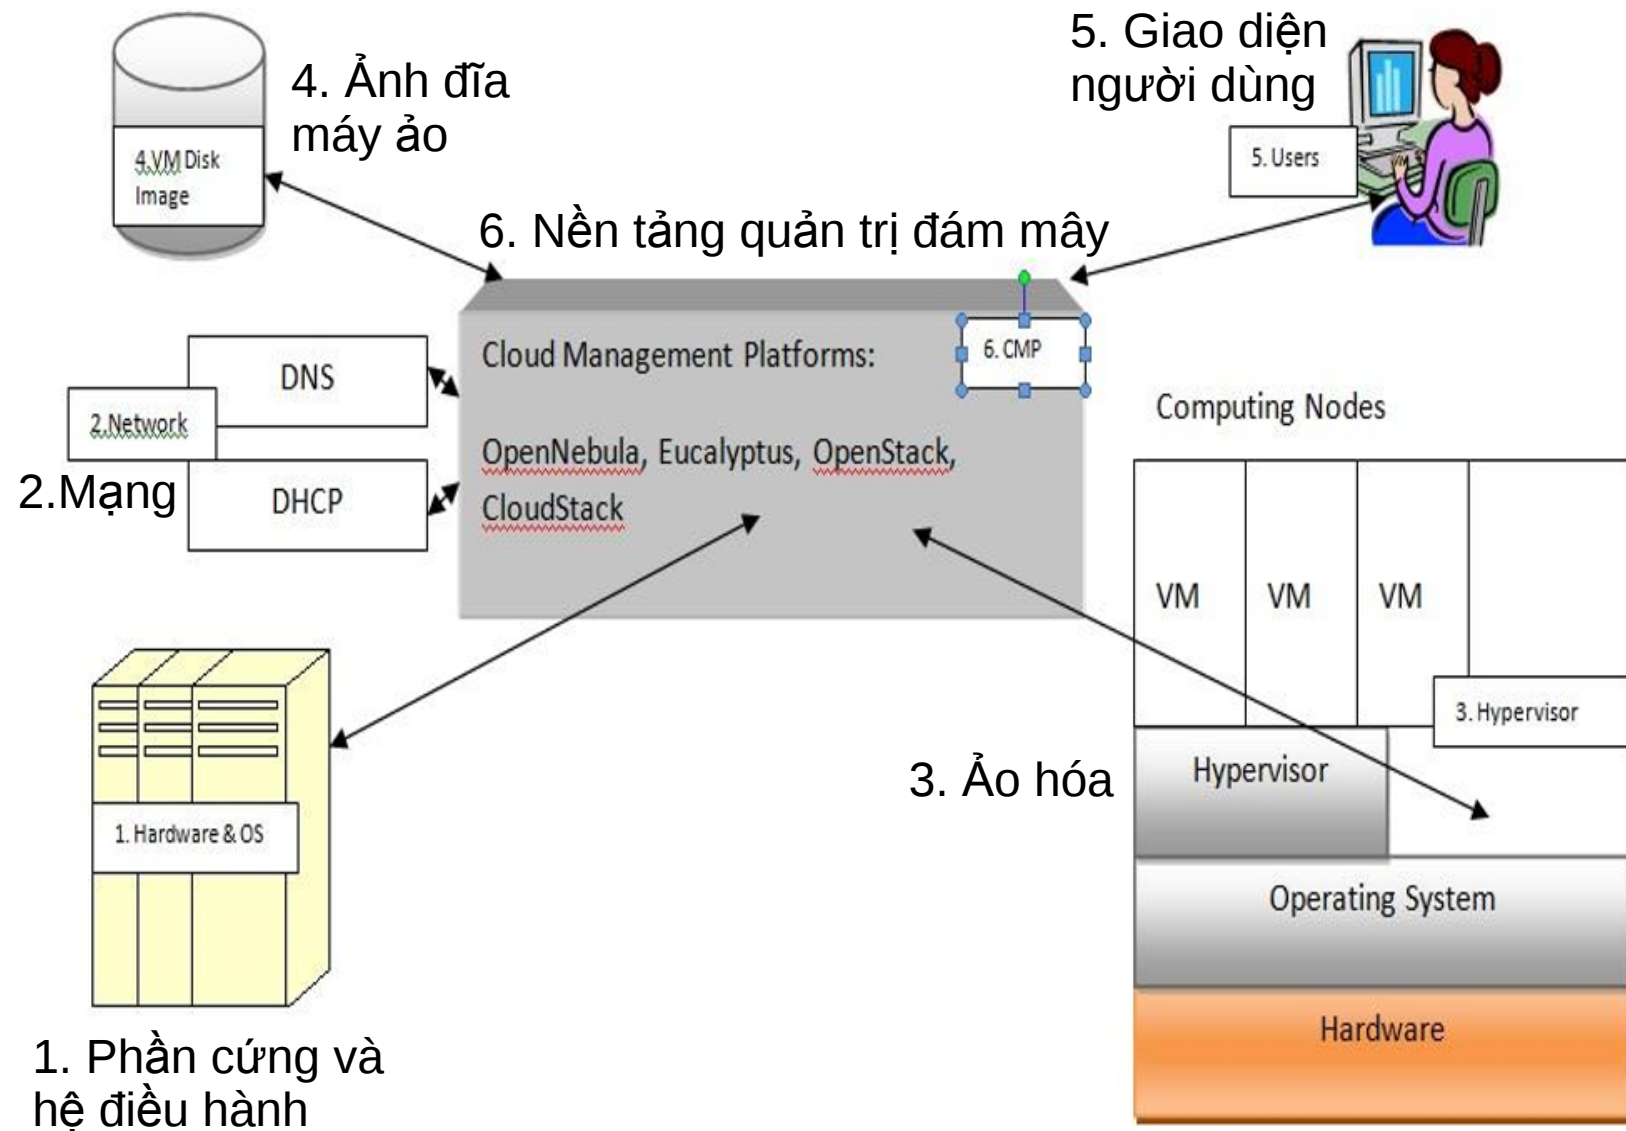 4. Ảnh đĩa
máy ảo
4.VM Disk
Image
5. Giao diện
người dùng
5. Users
6. Nền tảng quản trị đám mây
Cloud Management Platforms:
6. CMP
OpenNebula, Eucalyptus, OpenStack,
CloudStack
DNS
2.Network
2.Mạng
DHCP
Computing Nodes
VM
VM
VM
3. Hypervisor
3. Ảo hóa
Hypervisor
Operating System
Hardware
1. Hardware & OS
1. Phần cứng và
hệ điều hành